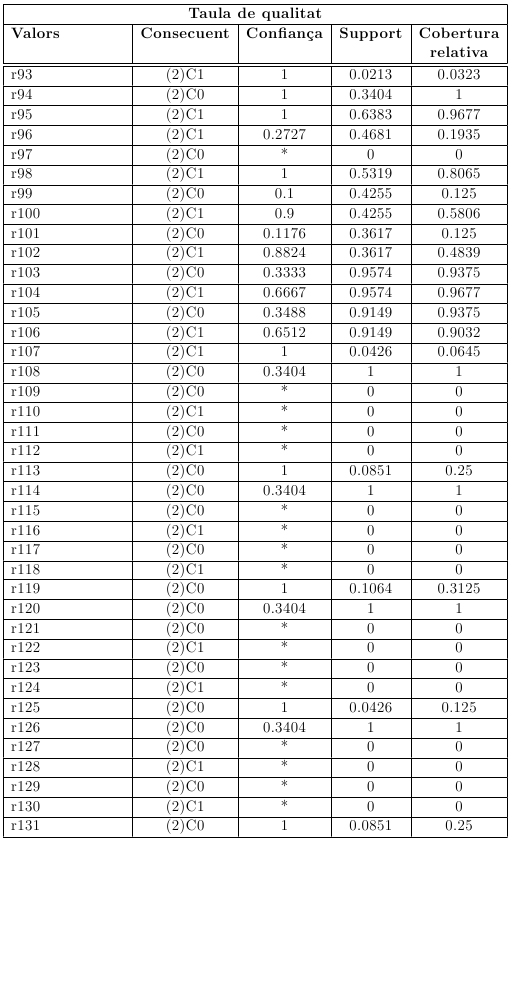 Taula de qualitat
Valors Consecuent Confiança Support Cobertura
relativa
r93 (2)C1 1 0.0213 0.0323
r94 (2)C0 1 0.3404 1
r95 (2)C1 1 0.6383 0.9677
r96 (2)C1 0.2727 0.4681 0.1935
r97 (2)C0 * 0 0
r98 (2)C1 1 0.5319 0.8065
r99 (2)C0 0.1 0.4255 0.125
r100 (2)C1 0.9 0.4255 0.5806
r101 (2)C0 0.1176 0.3617 0.125
r102 (2)C1 0.8824 0.3617 0.4839
r103 (2)C0 0.3333 0.9574 0.9375
r104 (2)C1 0.6667 0.9574 0.9677
r105 (2)C0 0.3488 0.9149 0.9375
r106 (2)C1 0.6512 0.9149 0.9032
r107 (2)C1 1 0.0426 0.0645
r108 (2)C0 0.3404 1 1
r109 (2)C0 * 0 0
r110 (2)C1 * 0 0
r111 (2)C0 * 0 0
r112 (2)C1 * 0 0
r113 (2)C0 1 0.0851 0.25
r114 (2)C0 0.3404 1 1
r115 (2)C0 * 0 0
r116 (2)C1 * 0 0
r117 (2)C0 * 0 0
r118 (2)C1 * 0 0
r119 (2)C0 1 0.1064 0.3125
r120 (2)C0 0.3404 1 1
r121 (2)C0 * 0 0
r122 (2)C1 * 0 0
r123 (2)C0 * 0 0
r124 (2)C1 * 0 0
r125 (2)C0 1 0.0426 0.125
r126 (2)C0 0.3404 1 1
r127 (2)C0 * 0 0
r128 (2)C1 * 0 0
r129 (2)C0 * 0 0
r130 (2)C1 * 0 0
r131 (2)C0 1 0.0851 0.25